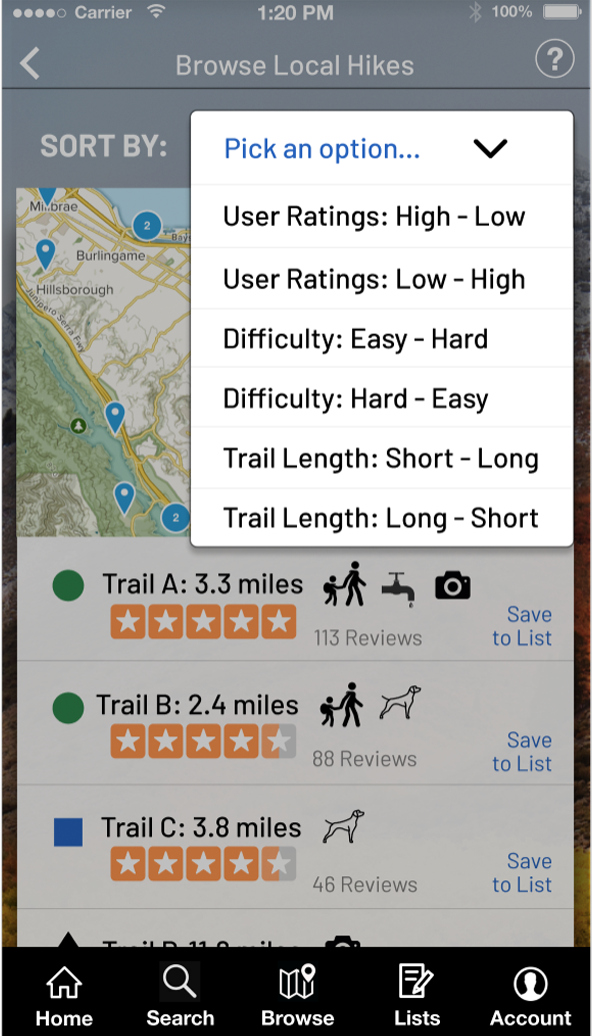 Carrier 1:20 PM 100%
Browse Local Hikes ?
SORT BY:
Pick an option...
User Ratings: High - Low
User Ratings: Low - High
Difficulty: Easy - Hard
Difficulty: Hard - Easy
Trail Length: Short - Long
Trail Length: Long - Short
2
Burlingame
Hillsborough
Junipero Serra Fwy
2
Trail A: 3.3 miles
113 Reviews
Save
to List
Trail B: 2.4 miles
88 Reviews
Save
to List
Trail C: 3.8 miles
46 Reviews
Save
to List
Home Search Browse Lists Account